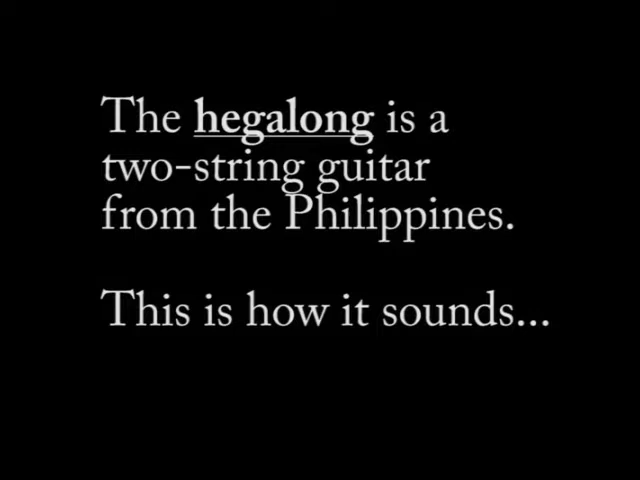 The hegalong is a
two-string guitar
from the Philippines.
This is how it sounds...